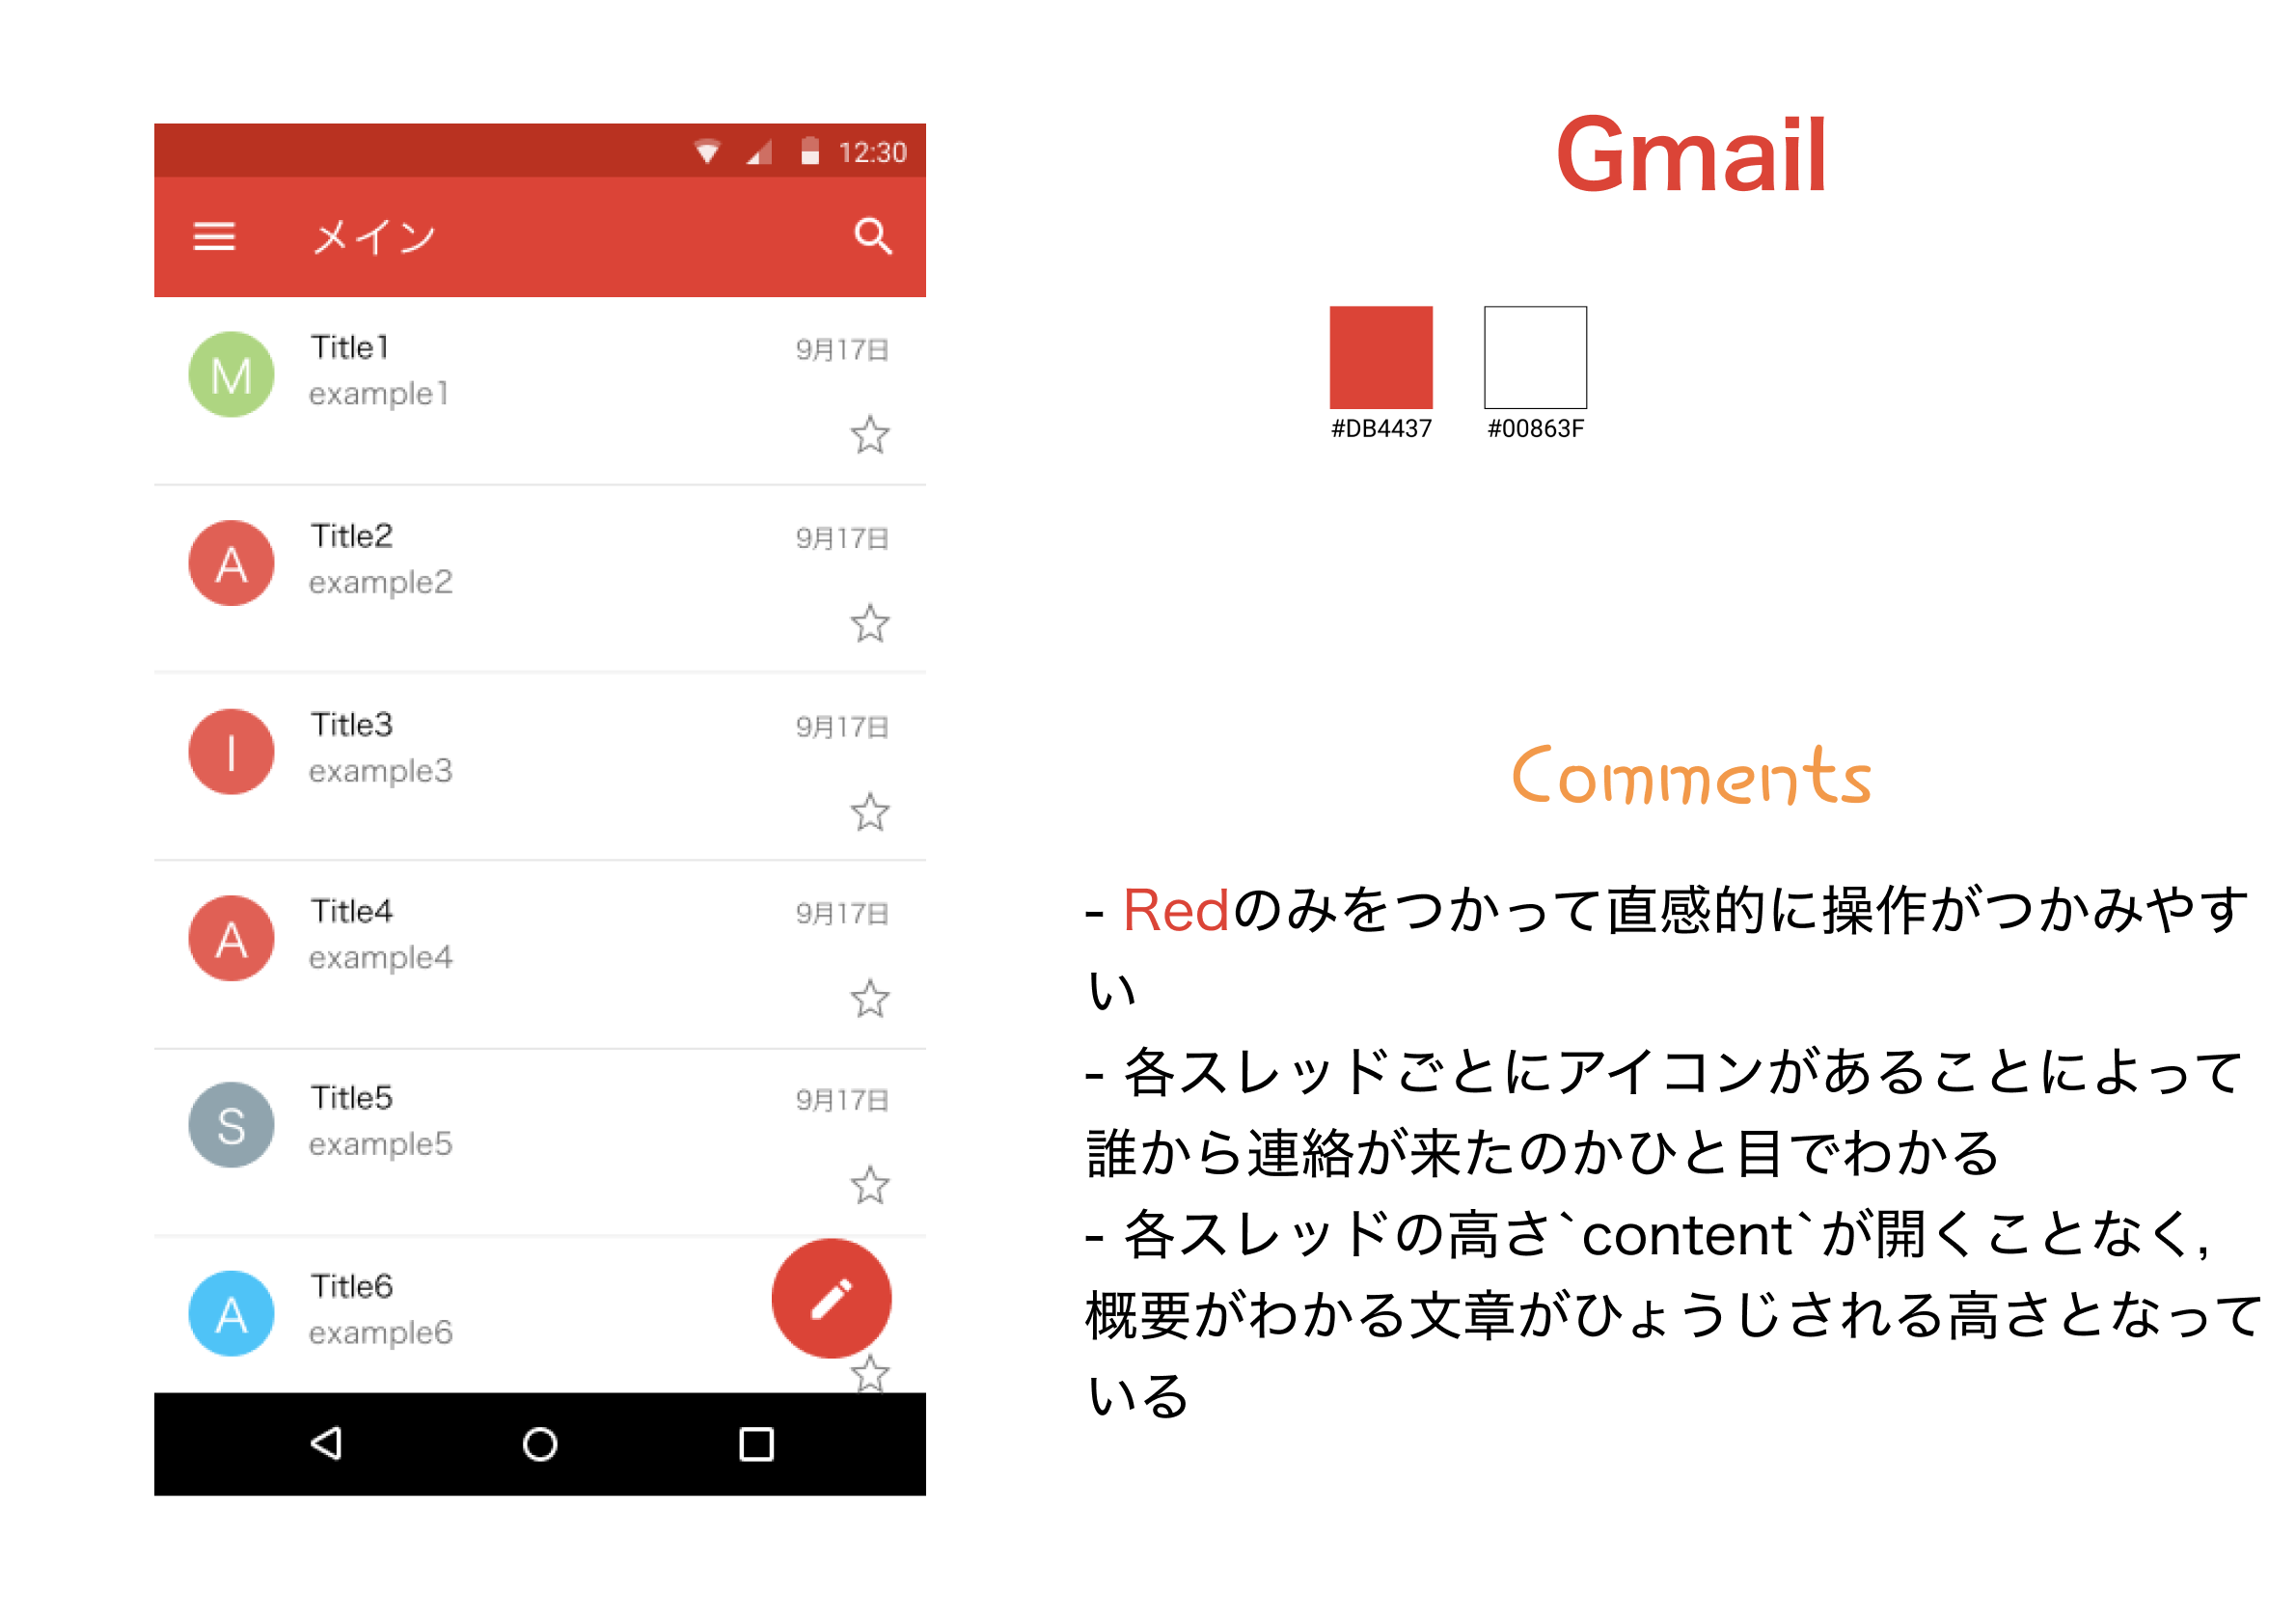 12:30
メイン
M
Title1
9月17日
example1
A
Title2
9月17日
example2
I
Title3
9月17日
example3
A
Title4
9月17日
example4
S
Title5
9月17日
example5
A
Title6
example6
Gmail
#DB4437 #00863F
Comments
- Redのみをつかって直感的に操作がつかみやす
い
- 各スレッドごとにアイコンがあることによって
誰から連絡が来たのかひと目でわかる
- 各スレッドの高さ`content`が開くことなく,
概要がわかる文章がひょうじされる高さとなって
いる